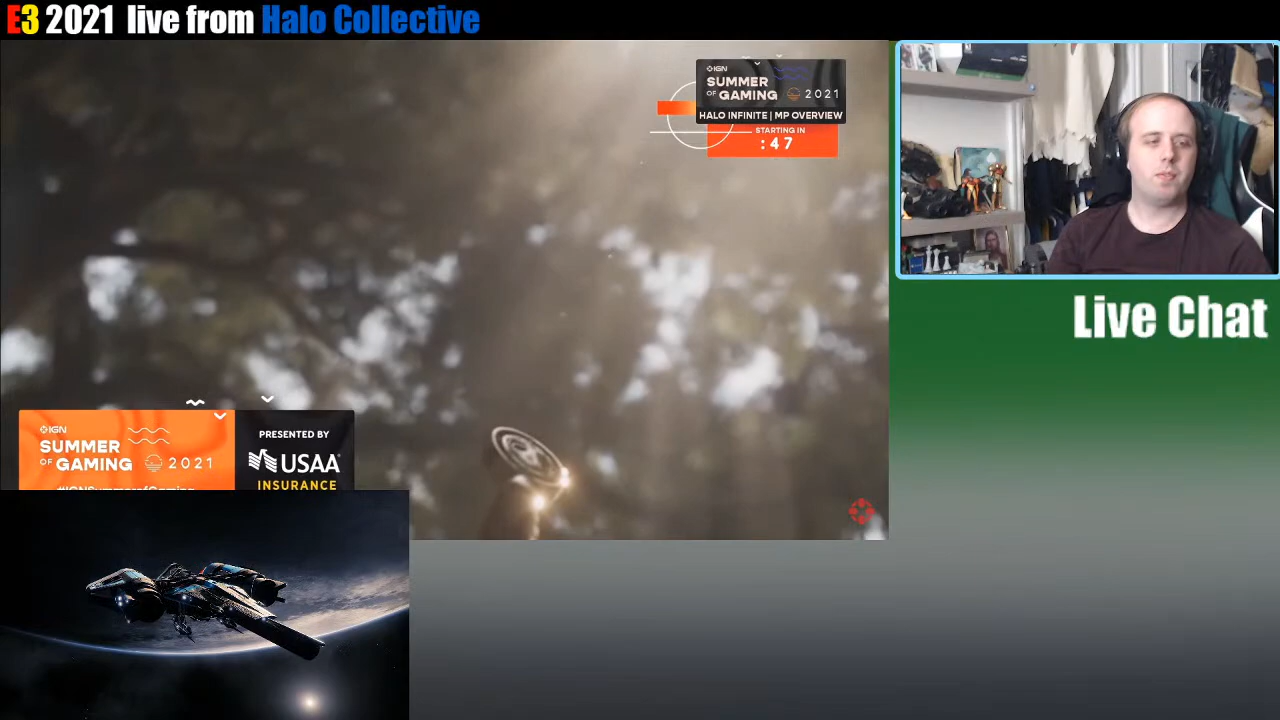 E3 2021 live from Halo Collective
IGN
SUMMER
OF GAMING 2021
HALO INFINITE | MP OVERVIEW
STARTING IN
:47
Live Chat
IGN
SUMMER
OF GAMING 2021
#IGNSummerofGaming
PRESENTED BY
USAA
INSURANCE